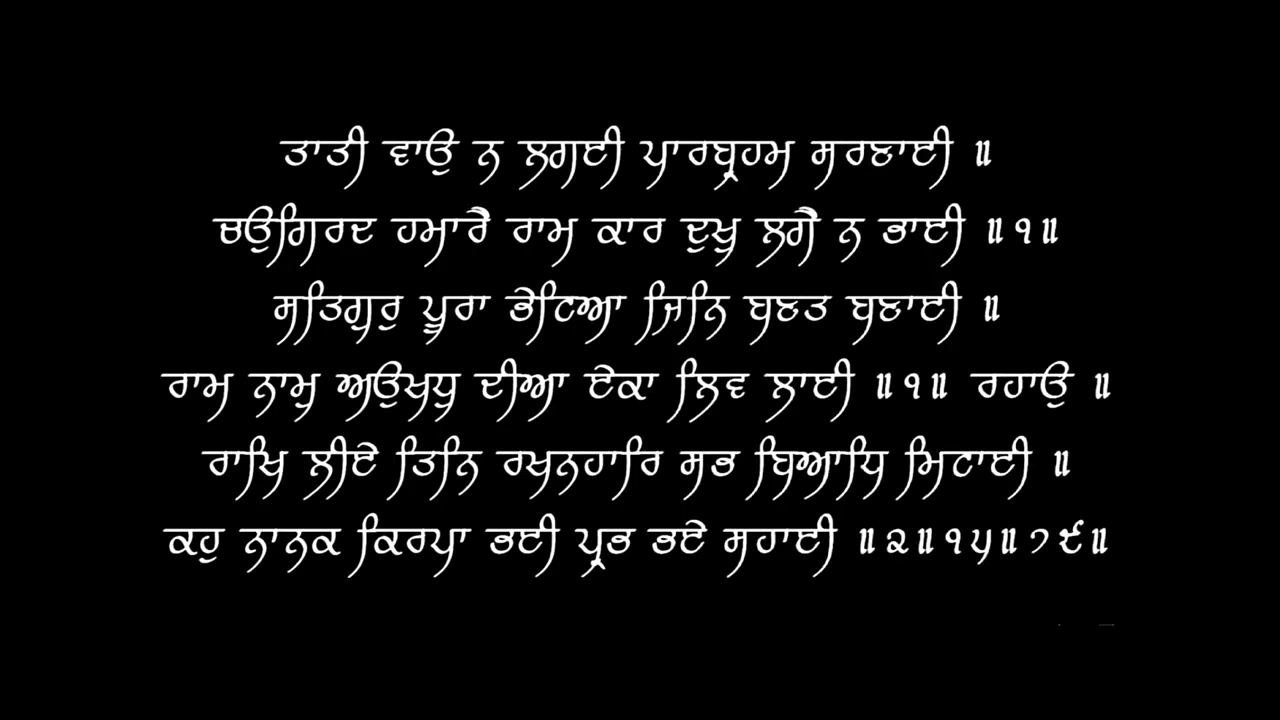 ਤਾਤੀ ਵਾਉ ਨ ਲਗਈ ਪਾਰਬ੍ਰਹਮ ਸਰਣਾਈ ॥
ਚਉਗਿਰਦ ਹਮਾਰੈ ਰਾਮ ਕਾਰ ਦੁਖੁ ਲਗੈ ਨ ਭਾਈ ॥੧॥
ਸਤਿਗੁਰੁ ਪੂਰਾ ਭੇਟਿਆ ਜਿਨਿ ਬਣਤ ਬਣਾਈ ॥
ਰਾਮ ਨਾਮੁ ਅਉਖਧੁ ਦੀਆ ਏਕਾ ਲਿਵ ਲਾਈ ॥੧॥ ਰਹਾਉ ॥
ਰਾਖਿ ਲੀਏ ਤਿਨਿ ਰਖਨਹਾਰਿ ਸਭ ਬਿਆਧਿ ਮਿਟਾਈ ॥
ਕਹੁ ਨਾਨਕ ਕਿਰਪਾ ਭਈ ਪ੍ਰਭ ਭਏ ਸਹਾਈ ॥੨॥੧੫॥੭੯॥